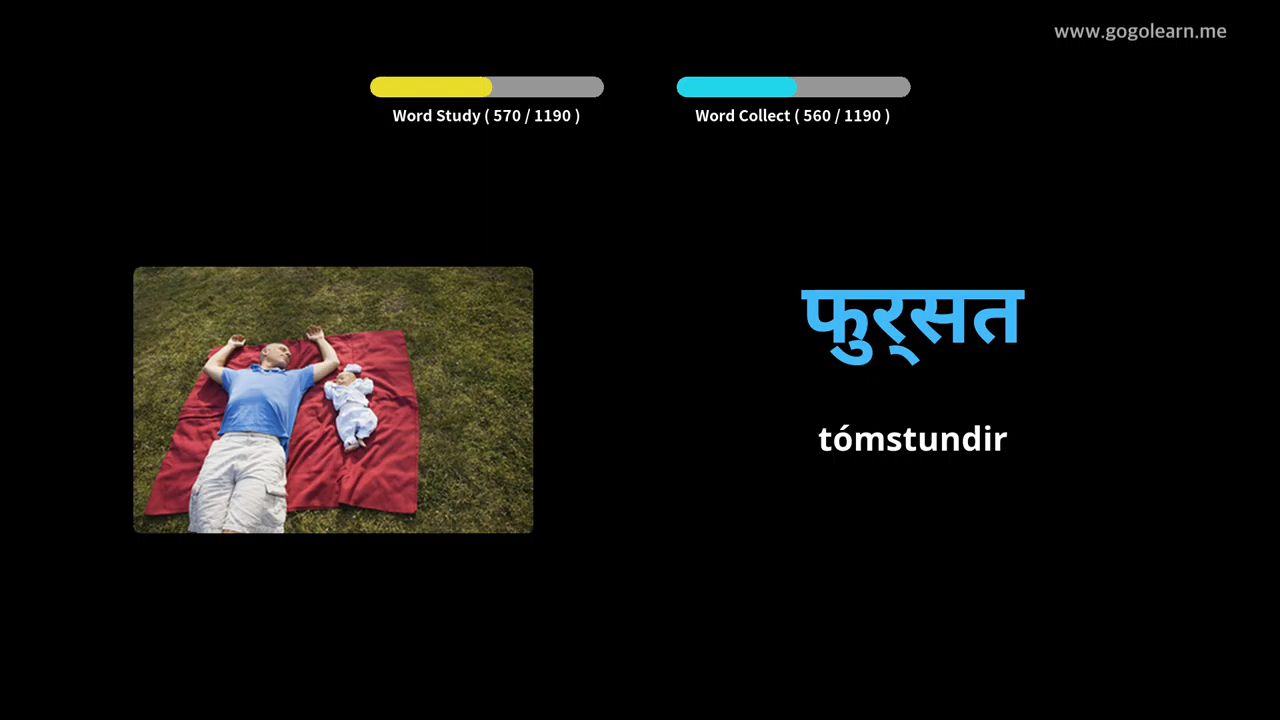 www.gogolearn.me
Word Study ( 570 / 1190 )
Word Collect ( 560 / 1190 )
फुर्‌सत
tómstundir